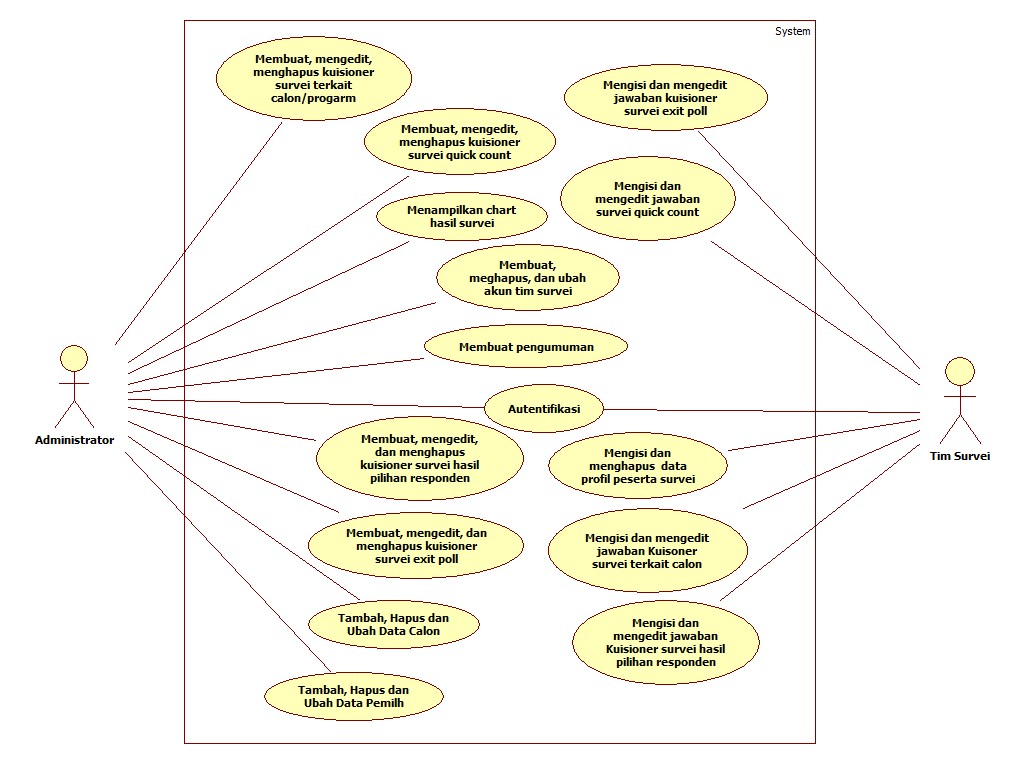 System
Membuat, mengedit,
menghapus kuisioner
survei terkait
calon/progarm
Mengisi dan mengedit
jawaban kuisioner
survei exit poll
Membuat, mengedit,
menghapus kuisioner
survei quick count
Mengisi dan
mengedit jawaban
survei quick count
Menampilkan chart
hasil survei
Membuat,
meghapus, dan ubah
akun tim survei
Membuat pengumuman
Autentifikasi
Administrator
Tim Survei
Membuat, mengedit,
dan menghapus
kuisioner survei hasil
pilihan responden
Mengisi dan
menghapus data
profil peserta survei
Membuat, mengedit, dan
menghapus kuisioner
survei exit poll
Mengisi dan mengedit
jawaban Kuisoner
survei terkait calon
Tambah, Hapus dan
Ubah Data Calon
Mengisi dan
mengedit jawaban
Kuisioner survei hasil
pilihan responden
Tambah, Hapus dan
Ubah Data Pemilh